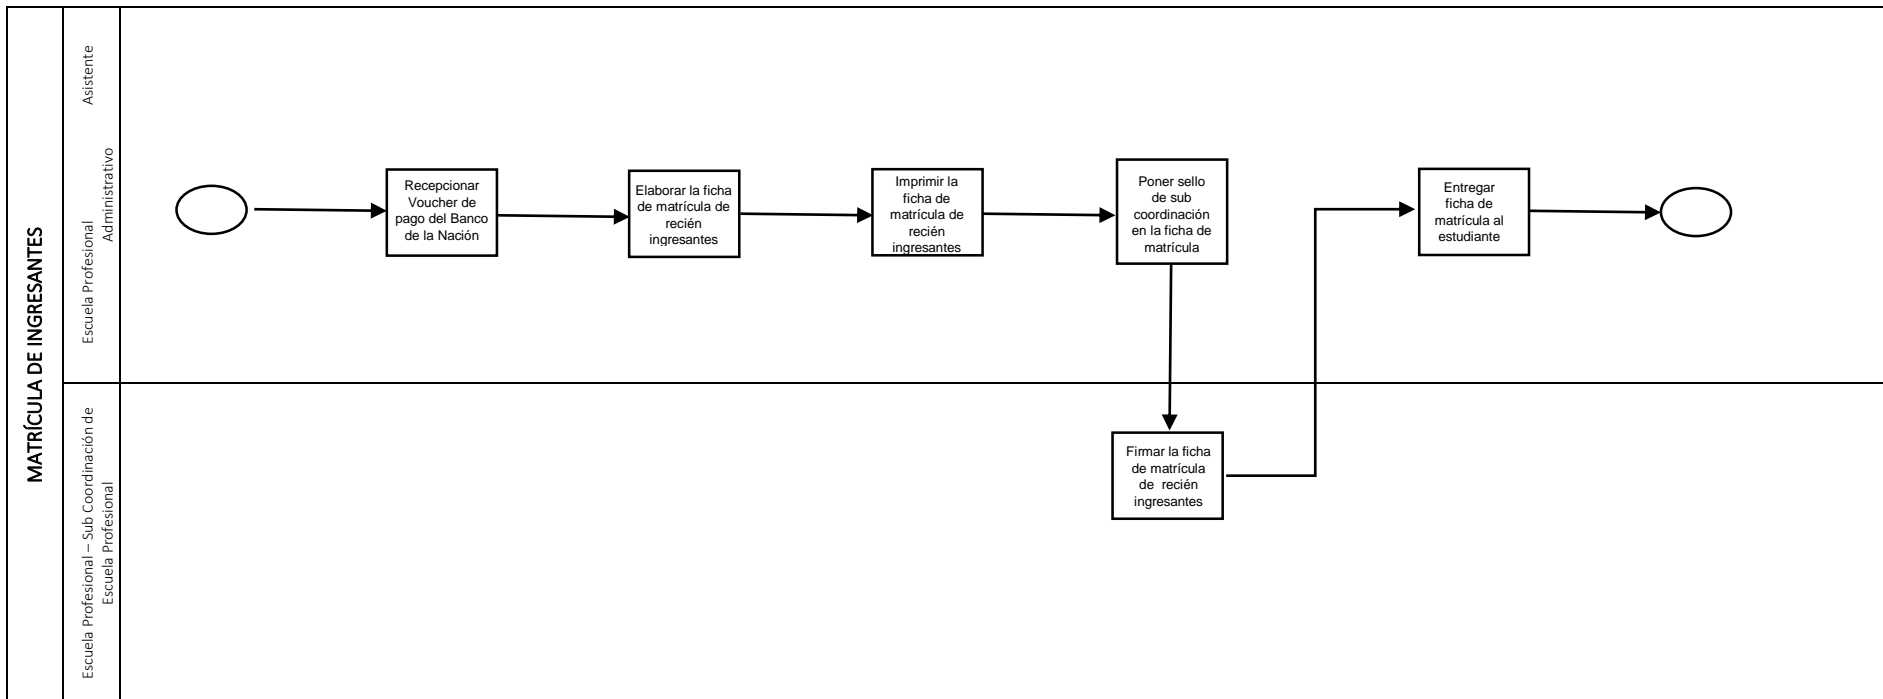 MATRÍCULA DE INGRESANTES
Escuela Profesional Asistente
Administrativo
Recepcionar
Voucher de
pago del Banco
de la Nación
Elaborar la ficha
de matrícula de
recién
ingresantes
Imprimir la
ficha de
matrícula de
recién
ingresantes
Poner sello
de sub
coordinación
en la ficha de
matrícula
Entregar
ficha de
matrícula al
estudiante
Escuela Profesional – Sub Coordinación de
Escuela Profesional
Firmar la ficha
de matrícula
de recién
ingresantes